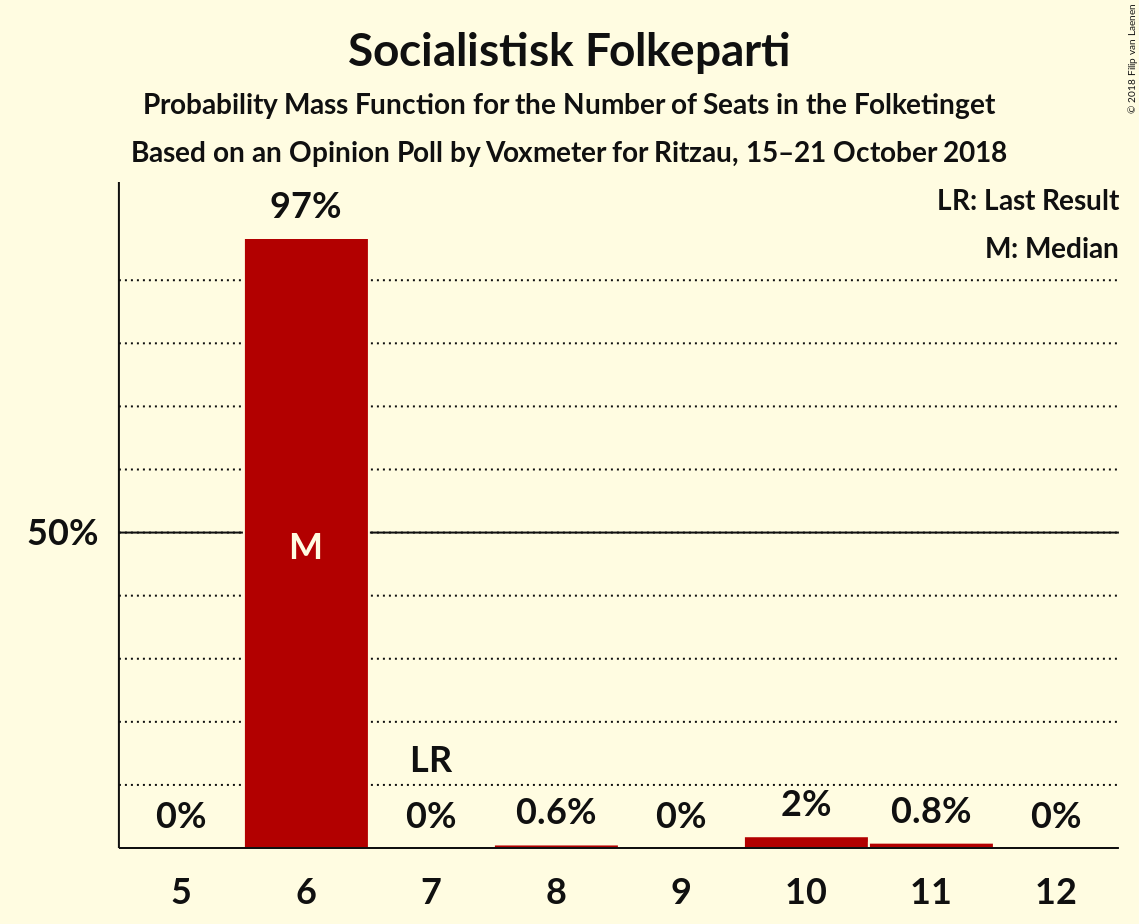 Socialistisk Folkeparti
Probability Mass Function for the Number of Seats in the Folketinget
Based on an Opinion Poll by Voxmeter for Ritzau, 15–21 October 2018
© 2018 Filip van Laenen
LR: Last Result
M: Median
97%
50%
M
LR
0%
0%
0.6%
0%
2%
0.8%
0%
5 6 7 8 9 10 11 12